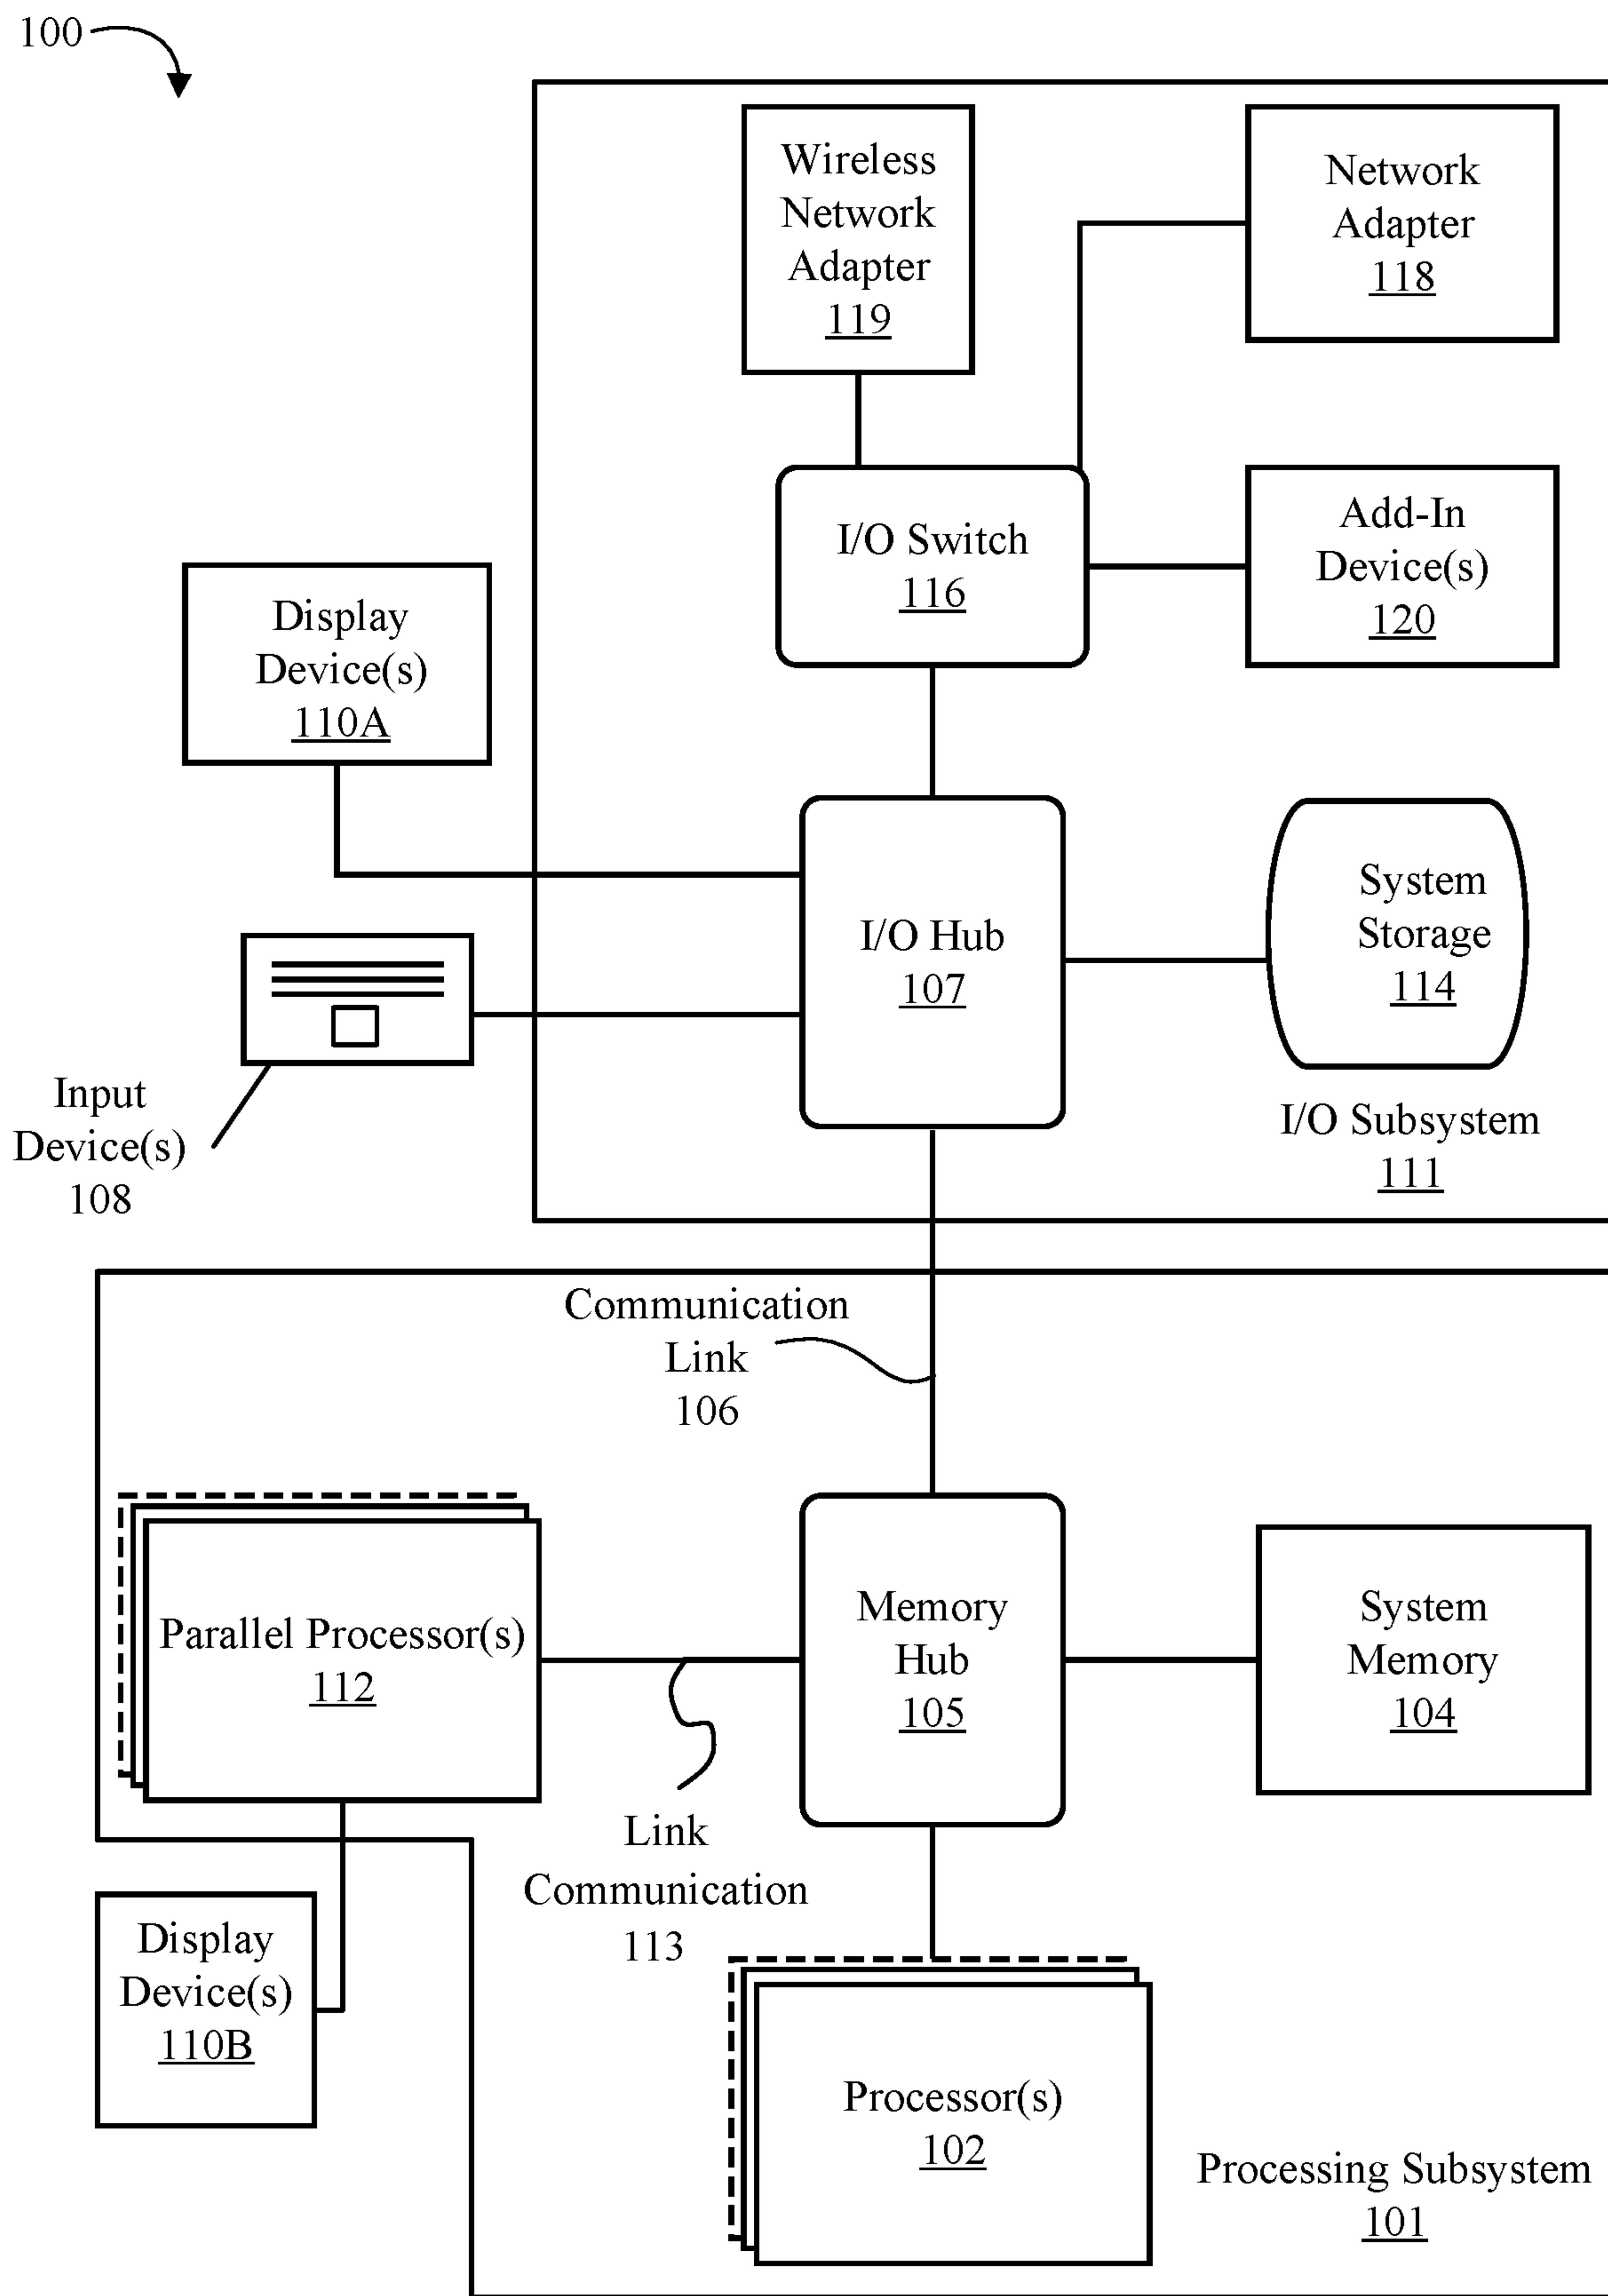 100
Wireless
Network
Adapter
119
Network
Adapter
118
I/O Switch
116
Add-In
Device(s)
120
Display
Device(s)
110A
I/O Hub
107
System
Storage
114
Input
Device(s)
108
I/O Subsystem
111
Communication
Link
106
Parallel Processor(s)
112
Memory
Hub
105
System
Memory
104
Link
Communication
113
Display
Device(s)
110B
Processor(s)
102
Processing Subsystem
101